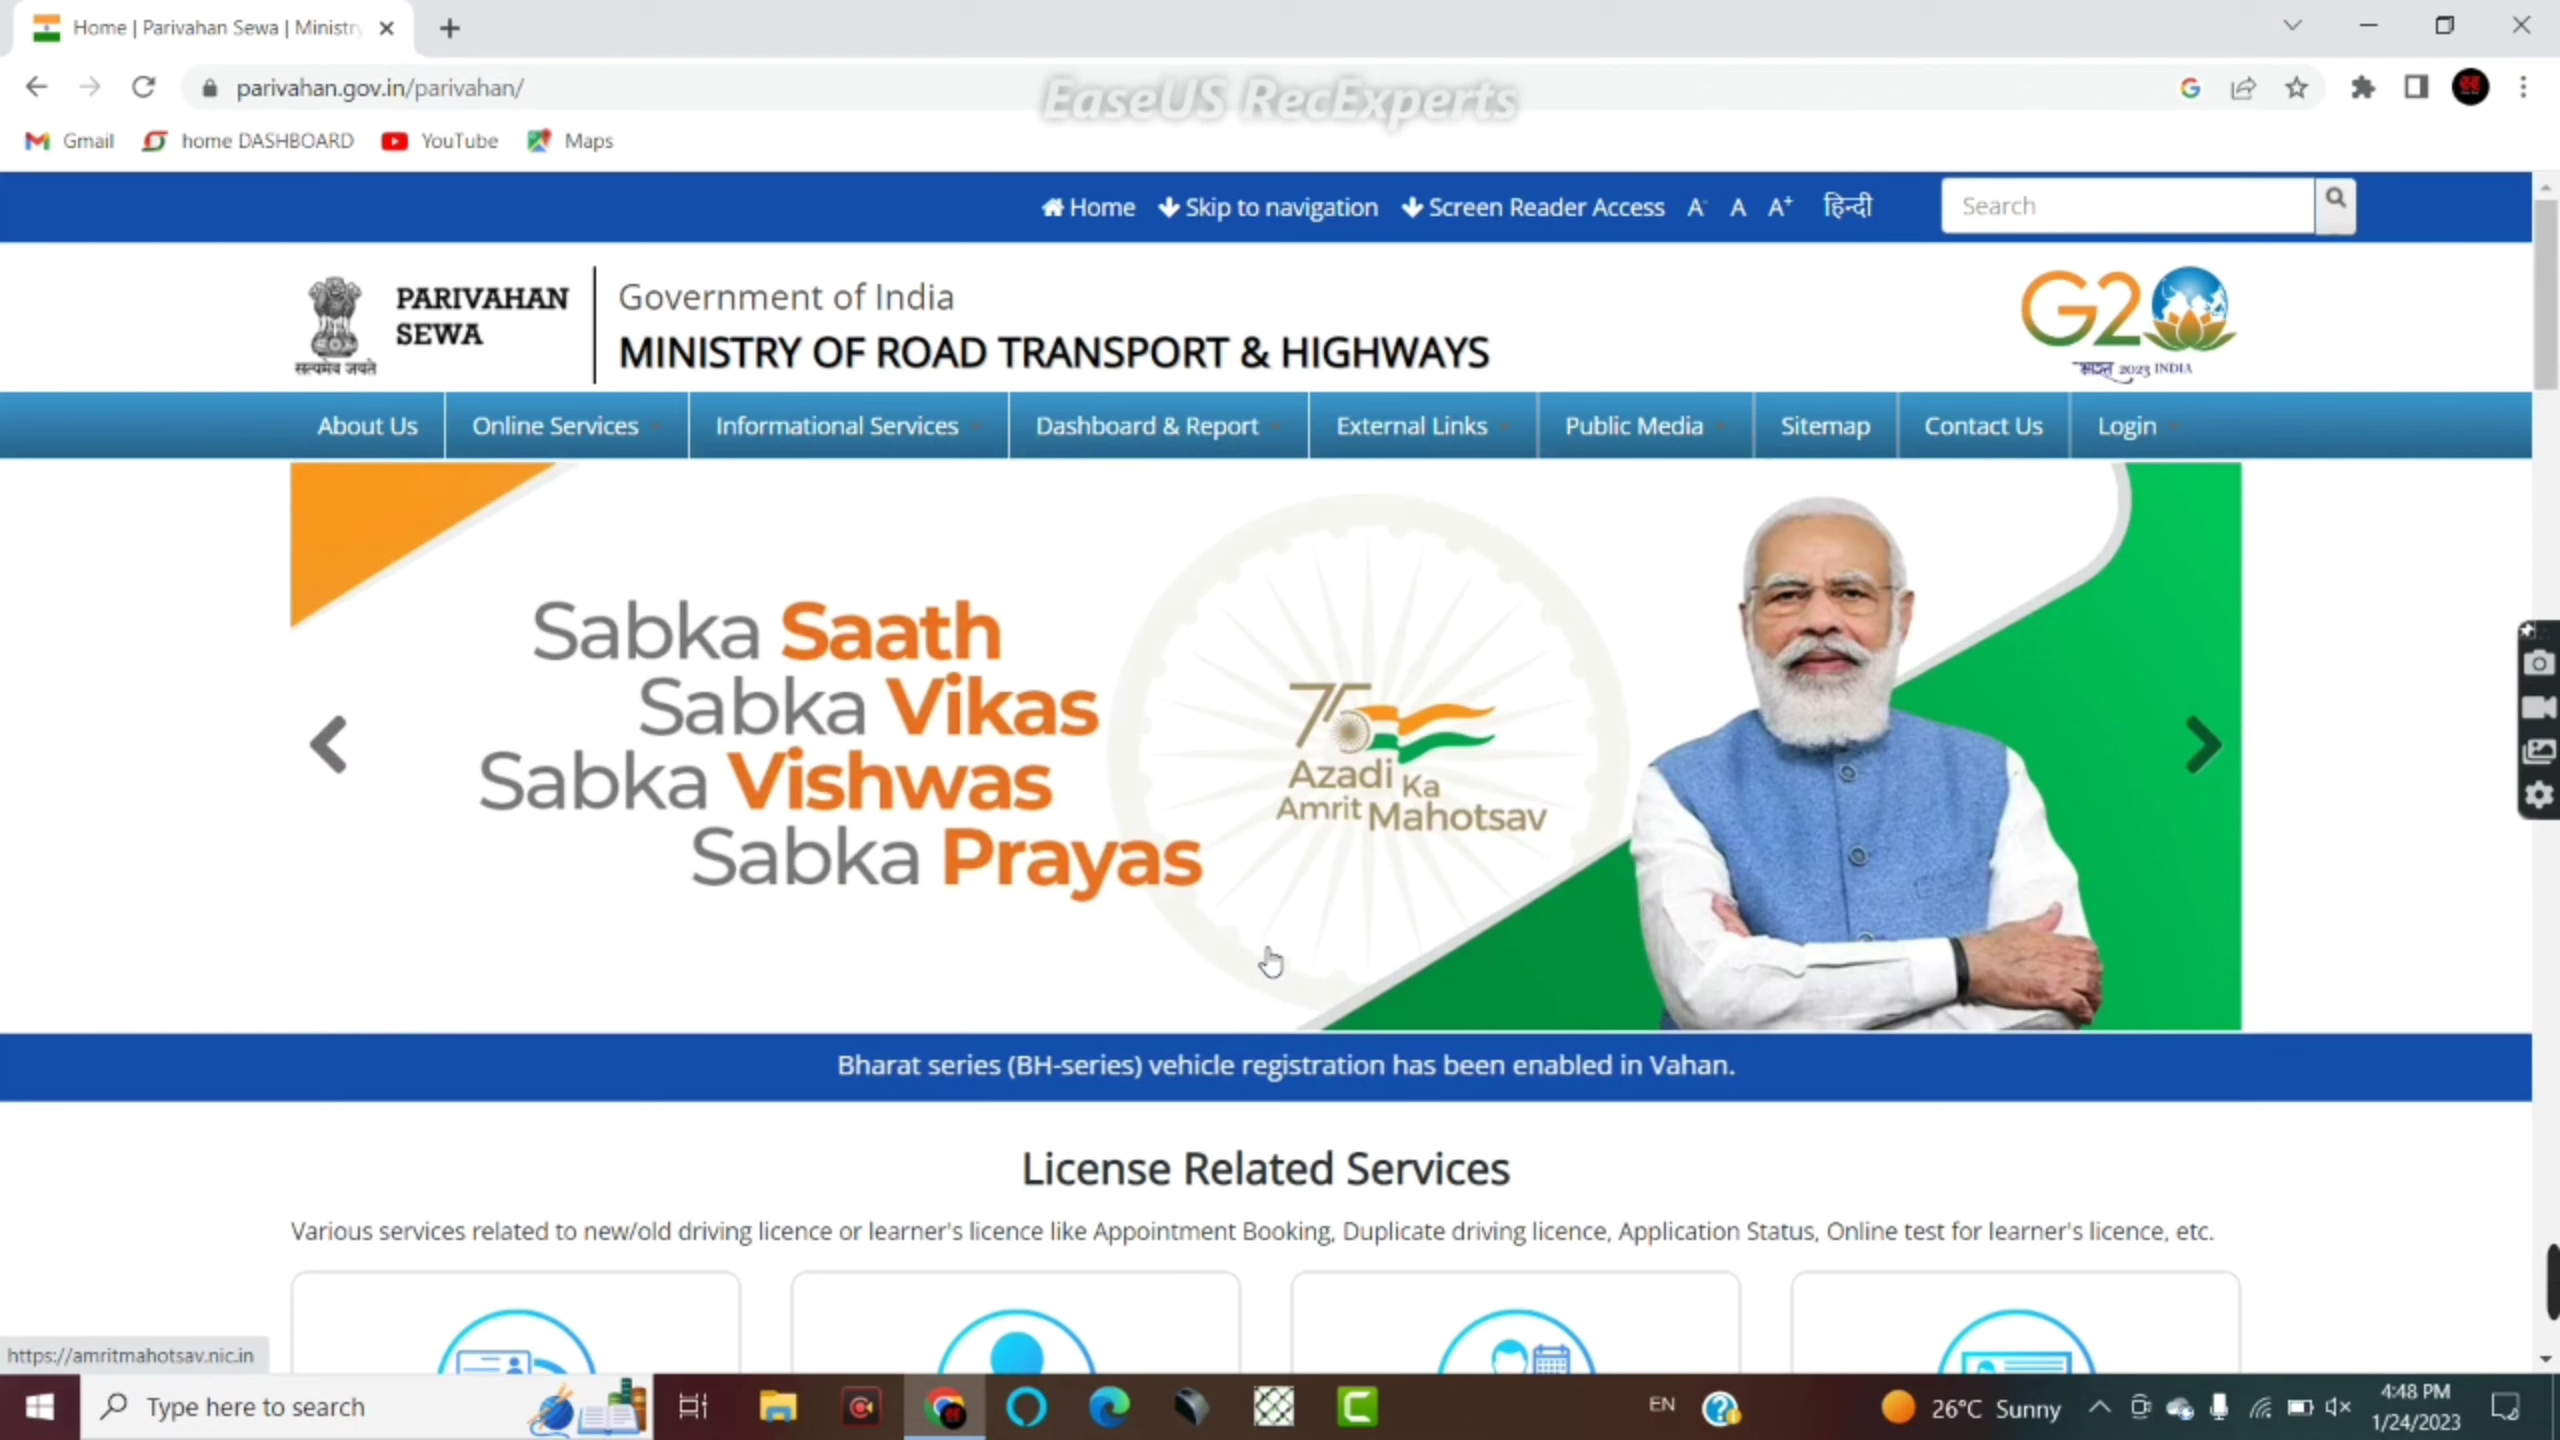 Home | Parivahan Sewa | Ministry
parivahan.gov.in/parivahan/
EaseUS RecExperts
Gmail home DASHBOARD YouTube Maps
Home Skip to navigation Screen Reader Access A- A A+ हिन्दी Search
PARIVAHAN
SEWA
सत्यमेव जयते
Government of India
MINISTRY OF ROAD TRANSPORT & HIGHWAYS
G20
भारत 2023 INDIA
About Us Online Services Informational Services Dashboard & Report External Links Public Media Sitemap Contact Us Login
Sabka Saath
Sabka Vikas
Sabka Vishwas
Sabka Prayas
75
Azadi Ka
Amrit Mahotsav
Bharat series (BH-series) vehicle registration has been enabled in Vahan.
License Related Services
Various services related to new/old driving licence or learner's licence like Appointment Booking, Duplicate driving licence, Application Status, Online test for learner's licence, etc.
https://amritmahotsav.nic.in
Type here to search
EN
26°C Sunny
4:48 PM
1/24/2023